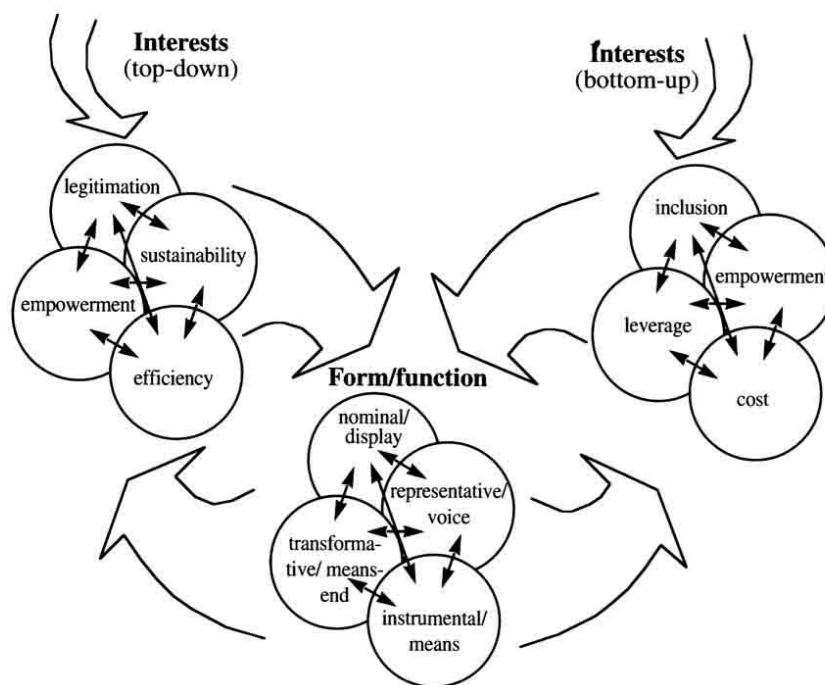 Interests
(top-down)
Interests
(bottom-up)
legitimation
sustainability
empowerment
efficiency
inclusion
empowerment
leverage
cost
Form/function
nominal/
display
representative/
voice
transforma-
tive/ means-
end
instrumental/
means